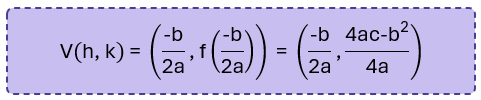 V(h, k) = (-b/2a, f(-b/2a)) = (-b/2a, 4ac-b²/4a)